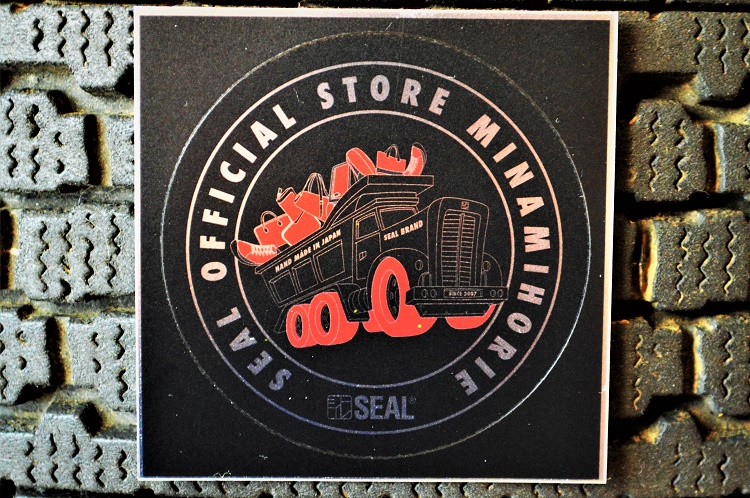 SEAL OFFICIAL STORE MINAMIHORIE
HAND MADE IN JAPAN
SEAL BRAND
SINCE 2007
SEAL®